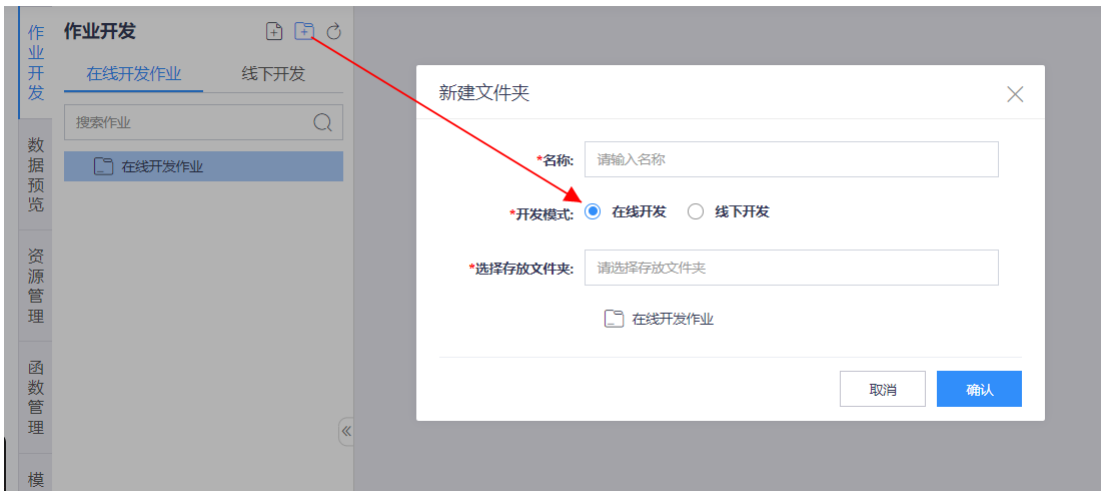 作业开发
数据预览
资源管理
函数管理
模
作业开发
在线开发作业 线下开发
搜索作业
在线开发作业
新建文件夹
*名称: 请输入名称
*开发模式: 在线开发 线下开发
*选择存放文件夹: 请选择存放文件夹
在线开发作业
取消 确认